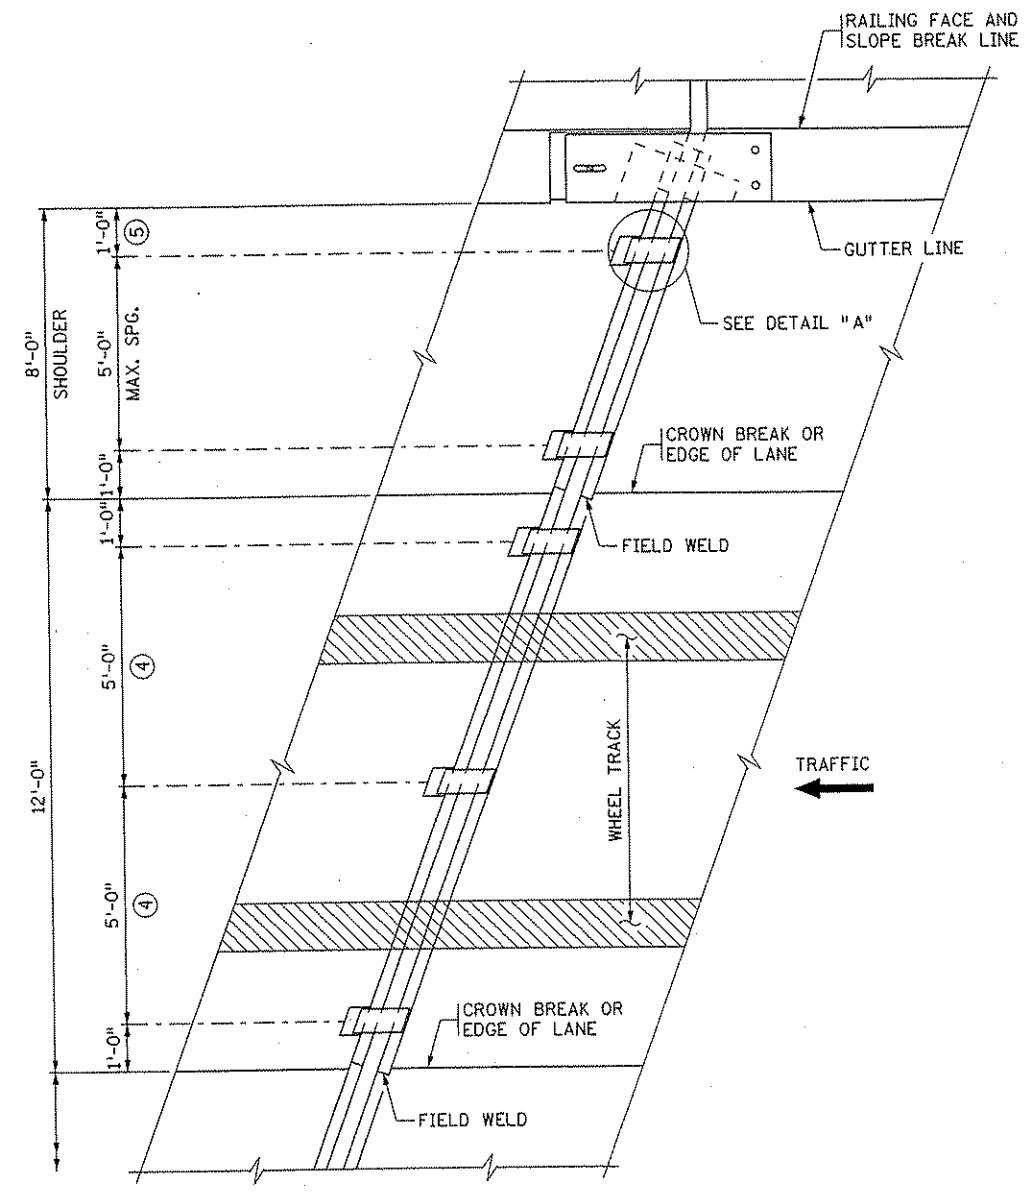 RAILING FACE AND
SLOPE BREAK LINE
GUTTER LINE
1'-0"
5
8'-0"
SHOULDER
5'-0"
MAX. SPG.
SEE DETAIL "A"
CROWN BREAK OR
EDGE OF LANE
1'-0"
1'-0"
FIELD WELD
5'-0"
4
12'-0"
WHEEL TRACK
TRAFFIC
5'-0"
4
CROWN BREAK OR
EDGE OF LANE
1'-0"
FIELD WELD